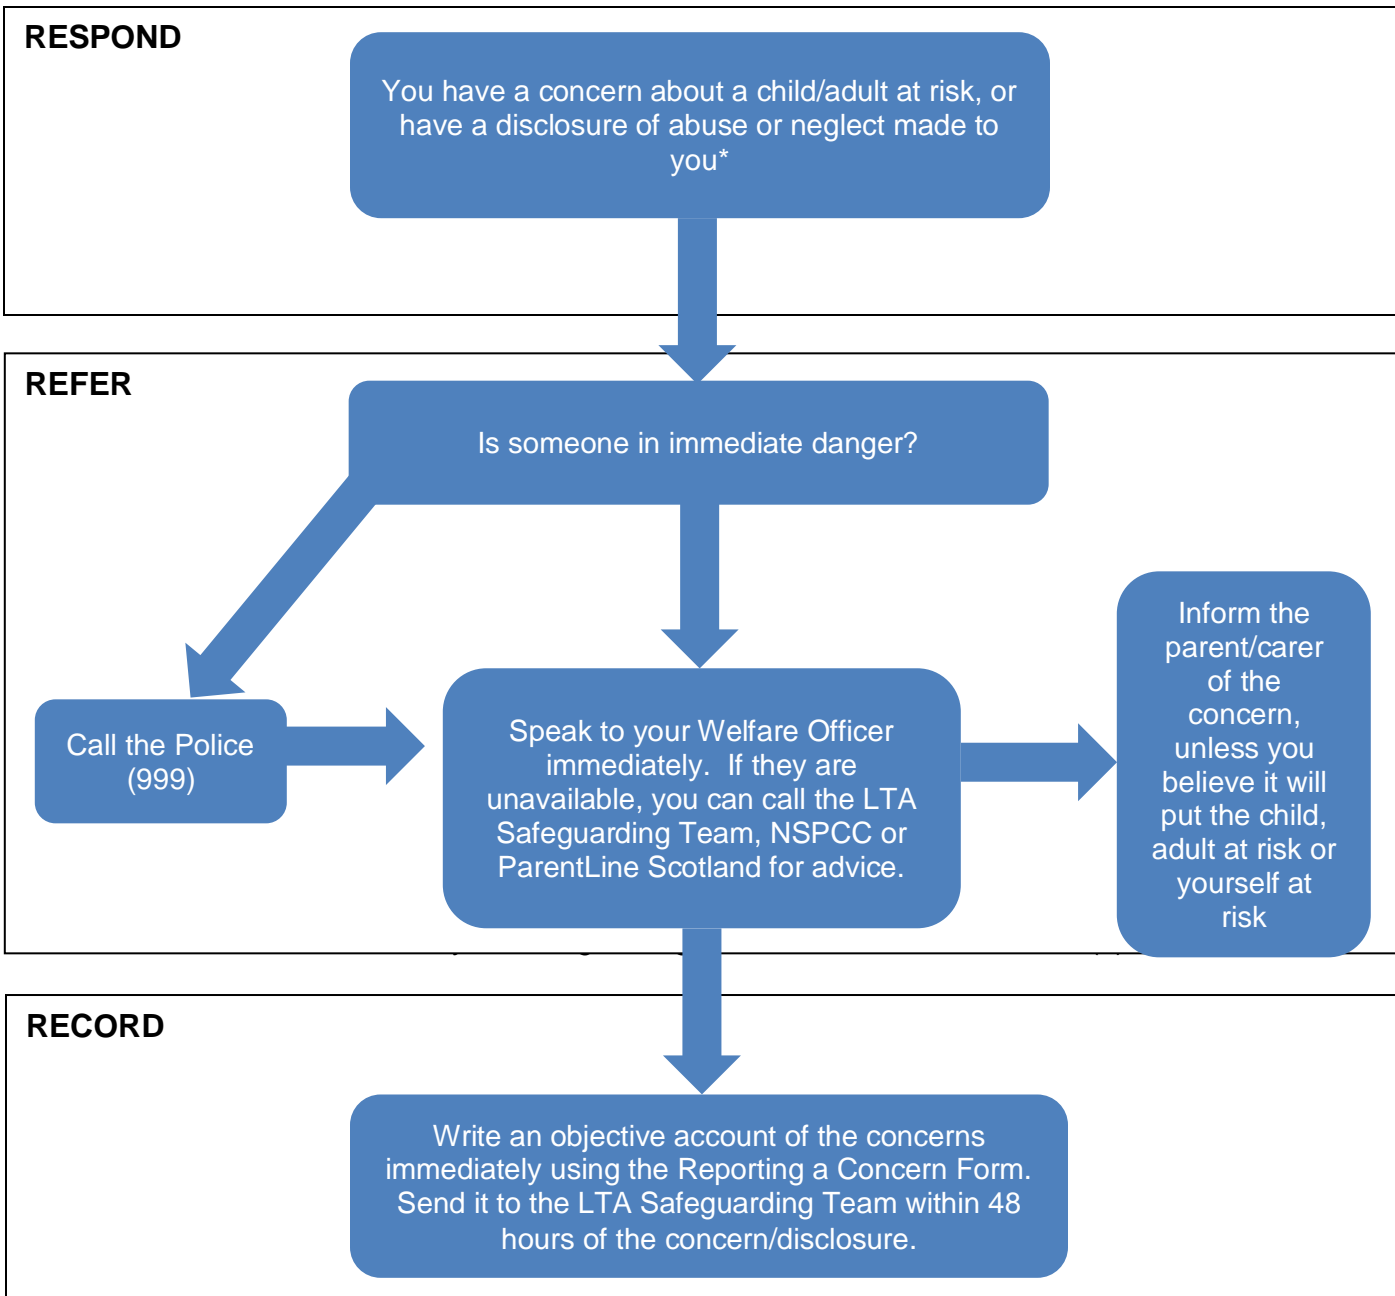 RESPOND
You have a concern about a child/adult at risk, or
have a disclosure of abuse or neglect made to
you*
REFER
Is someone in immediate danger?
Call the Police
(999)
Speak to your Welfare Officer
immediately.  If they are
unavailable, you can call the LTA
Safeguarding Team, NSPCC or
ParentLine Scotland for advice.
Inform the
parent/carer
of the
concern,
unless you
believe it will
put the child,
adult at risk or
yourself at
risk
RECORD
Write an objective account of the concerns
immediately using the Reporting a Concern Form.
Send it to the LTA Safeguarding Team within 48
hours of the concern/disclosure.